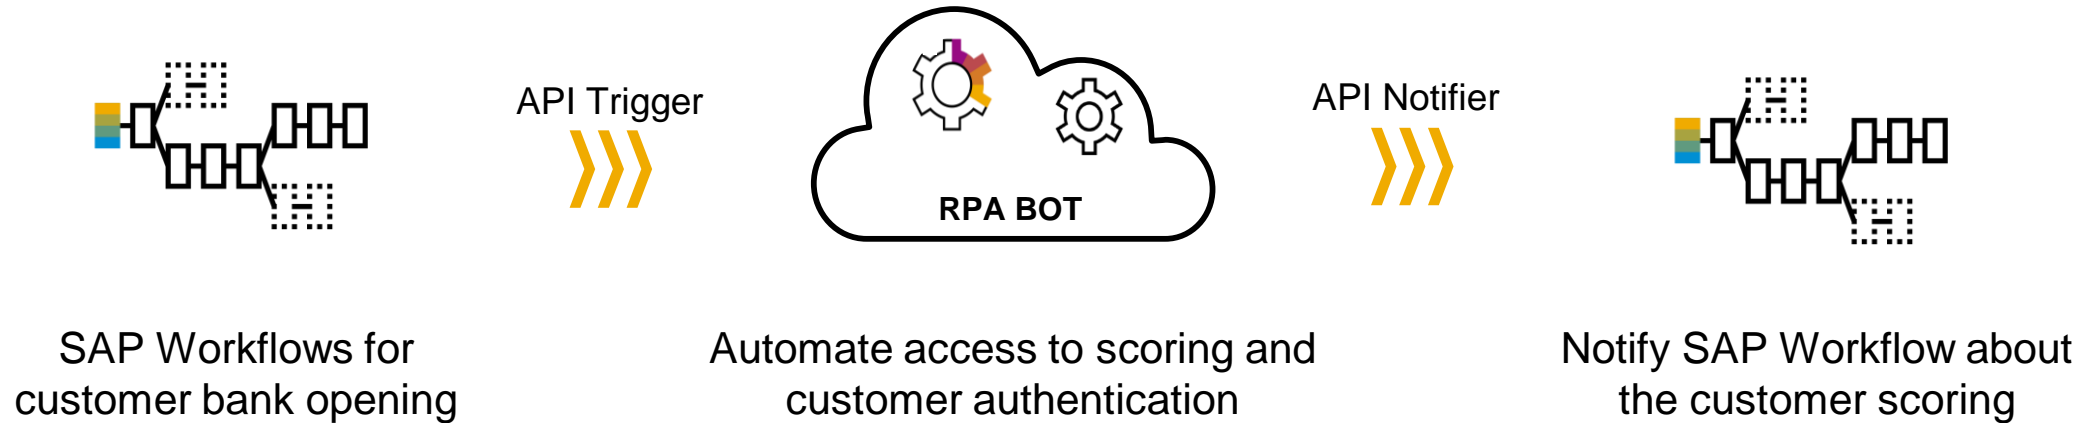 API Trigger
API Notifier
RPA BOT
SAP Workflows for
customer bank opening
Automate access to scoring and
customer authentication
Notify SAP Workflow about
the customer scoring